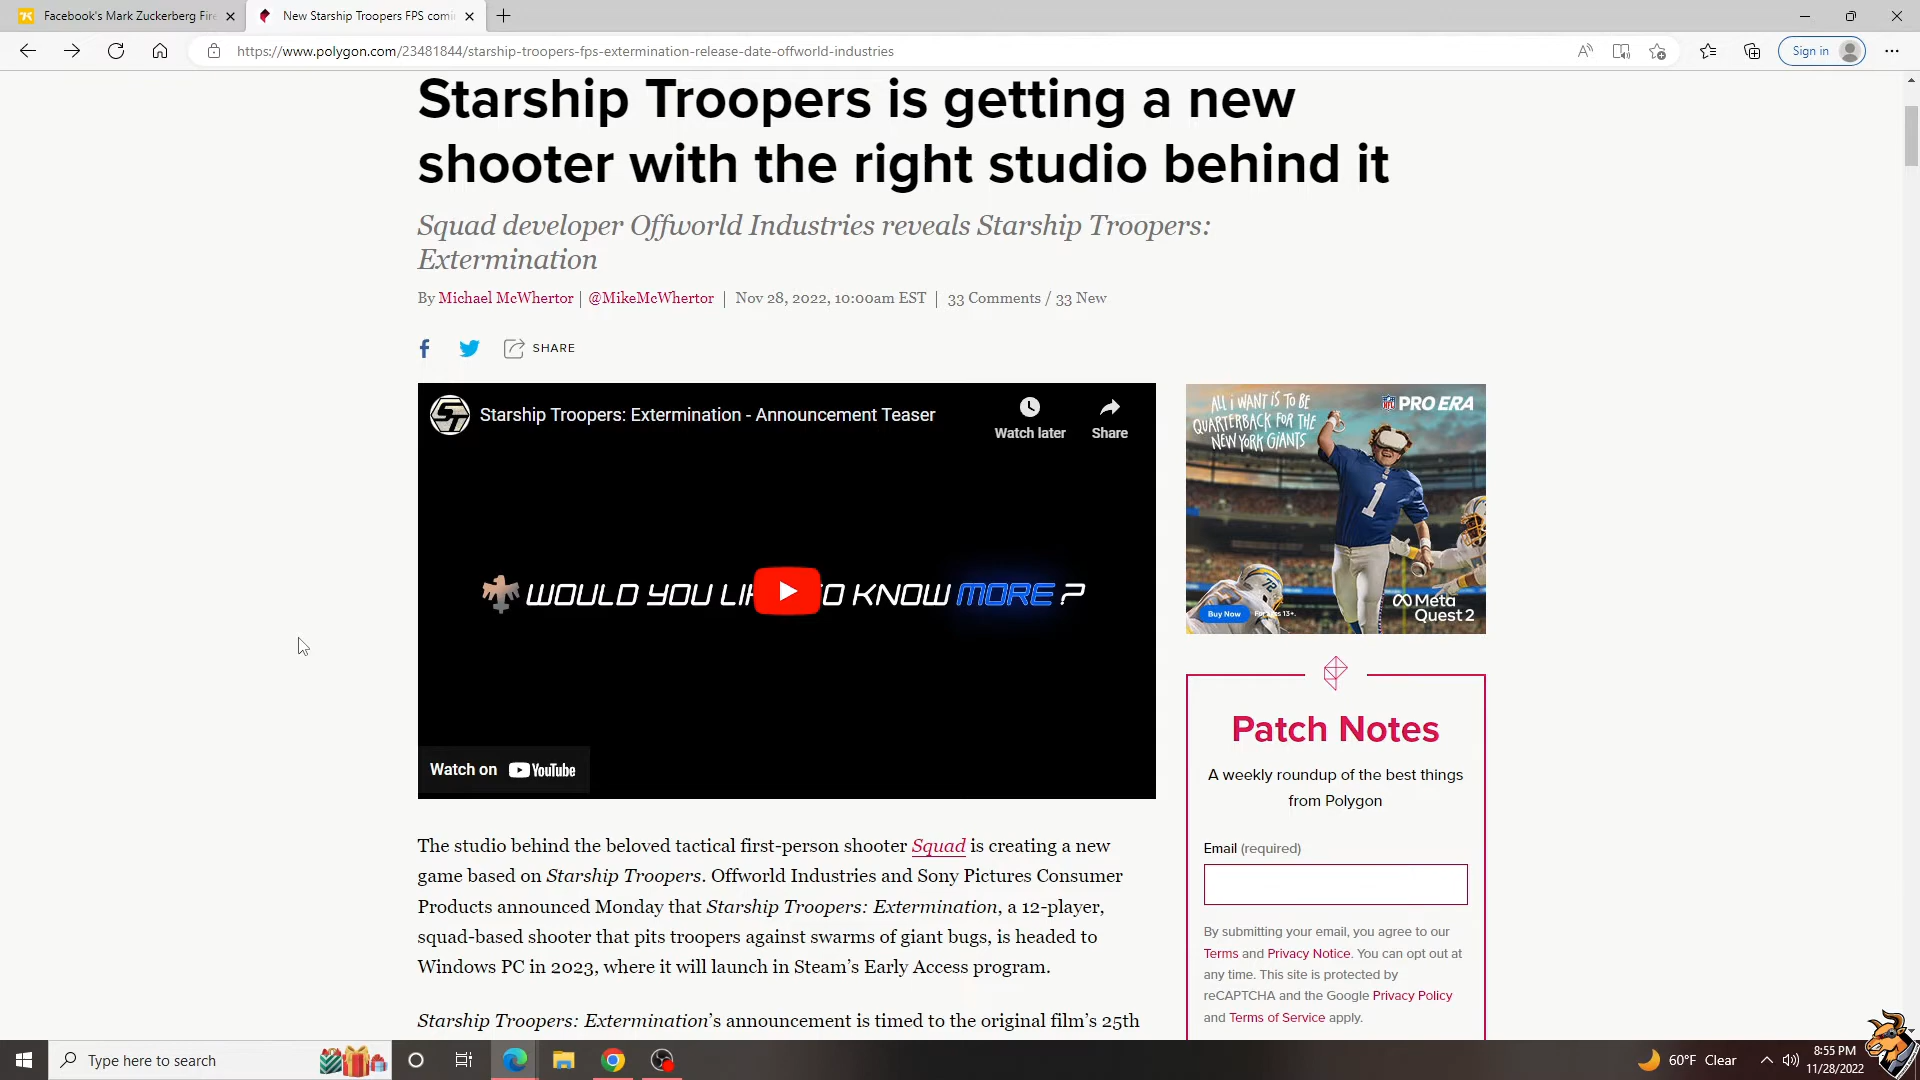 Facebook's Mark Zuckerberg Fire
New Starship Troopers FPS comin
https://www.polygon.com/23481844/starship-troopers-fps-extermination-release-date-offworld-industries
Sign in
Starship Troopers is getting a new
shooter with the right studio behind it
Squad developer Offworld Industries reveals Starship Troopers:
Extermination
By Michael McWhertor | @MikeMcWhertor | Nov 28, 2022, 10:00am EST | 33 Comments / 33 New
SHARE
ST
Starship Troopers: Extermination - Announcement Teaser
Watch later
Share
WOULD YOU LI O KNOW MORE ?
Watch on YouTube
ALL I WANT IS TO BE
QUARTERBACK FOR THE
NEW YORK GIANTS
NFL PRO ERA
1
72
Buy Now
Meta
Quest 2
Patch Notes
A weekly roundup of the best things
from Polygon
Email (required)
By submitting your email, you agree to our
Terms and Privacy Notice. You can opt out at
any time. This site is protected by
reCAPTCHA and the Google Privacy Policy
and Terms of Service apply.
The studio behind the beloved tactical first-person shooter Squad is creating a new
game based on Starship Troopers. Offworld Industries and Sony Pictures Consumer
Products announced Monday that Starship Troopers: Extermination, a 12-player,
squad-based shooter that pits troopers against swarms of giant bugs, is headed to
Windows PC in 2023, where it will launch in Steam's Early Access program.
Starship Troopers: Extermination's announcement is timed to the original film's 25th
Type here to search
60°F Clear
8:55 PM
11/28/2022